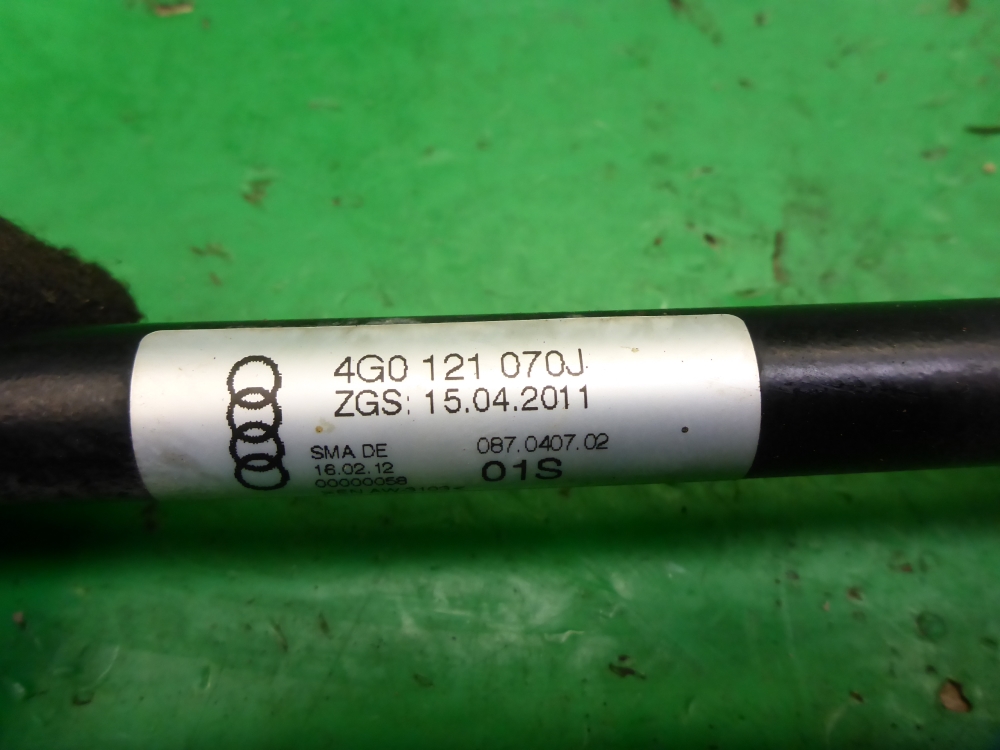 4G0 121 070J
ZGS: 15.04.2011
SMA DE 087.0407.02
16.02.12 01S
00000058